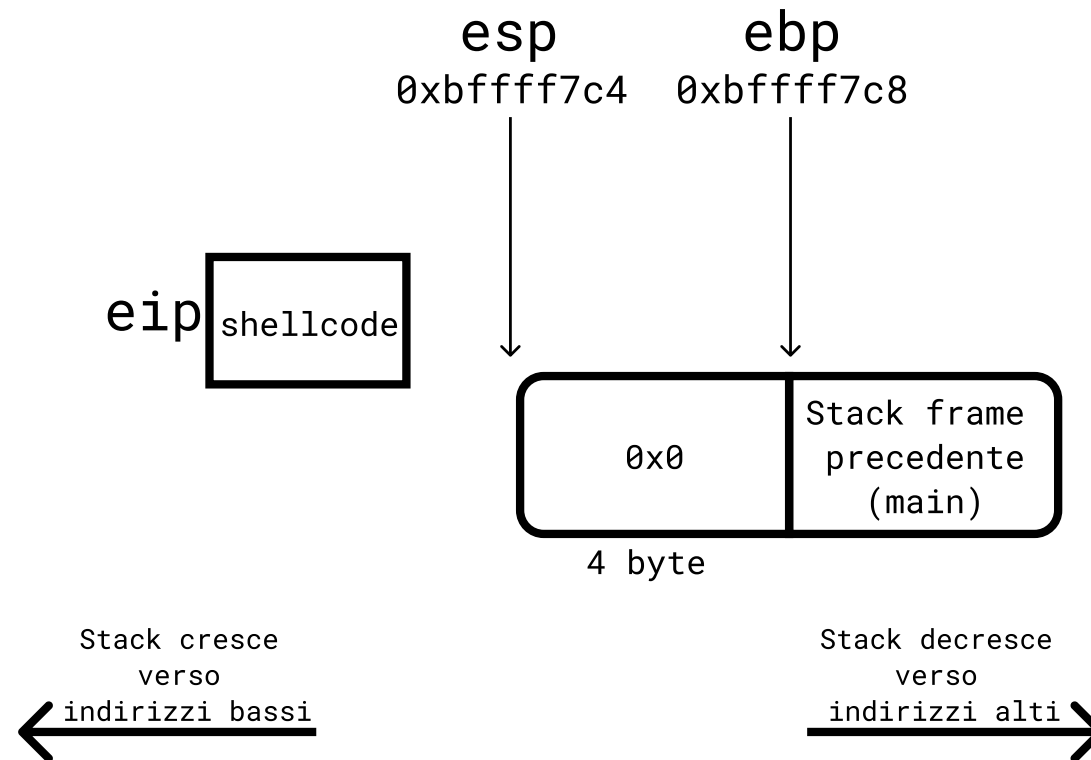 esp
ebp
0xbffff7c4
0xbffff7c8
eip
shellcode
0x0
Stack frame
precedente
(main)
4 byte
Stack cresce
verso
indirizzi bassi
Stack decresce
verso
indirizzi alti